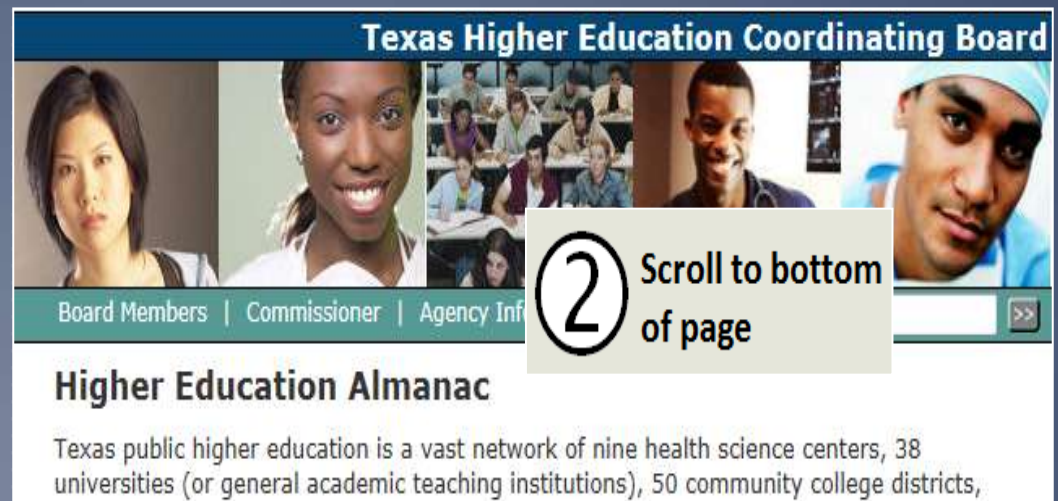 Texas Higher Education Coordinating Board
Board Members | Commissioner | Agency Inf
>>
2 Scroll to bottom
of page
Higher Education Almanac
Texas public higher education is a vast network of nine health science centers, 38
universities (or general academic teaching institutions), 50 community college districts,